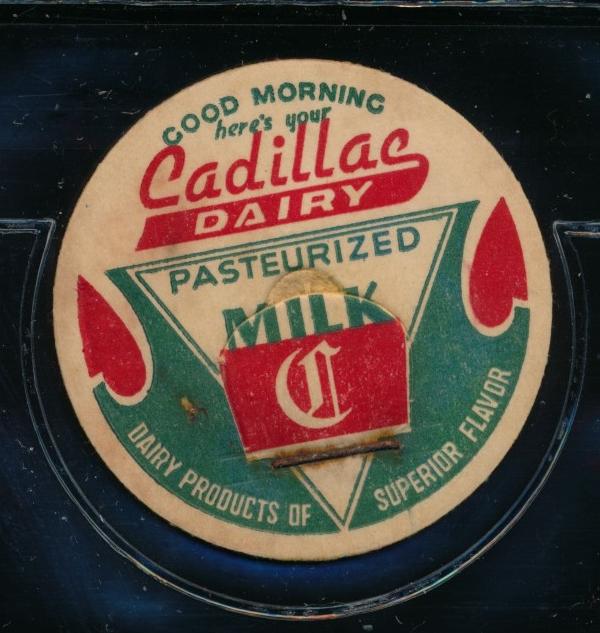 GOOD MORNING
here's your
Cadillac
DAIRY
PASTEURIZED
MILK
C
DAIRY PRODUCTS OF SUPERIOR FLAVOR